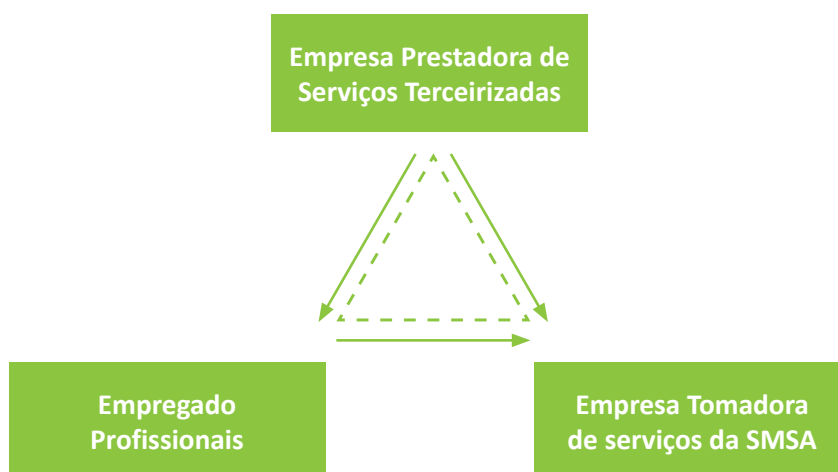 Empresa Prestadora de
Serviços Terceirizadas
Empregado
Profissionais
Empresa Tomadora
de serviços da SMSA